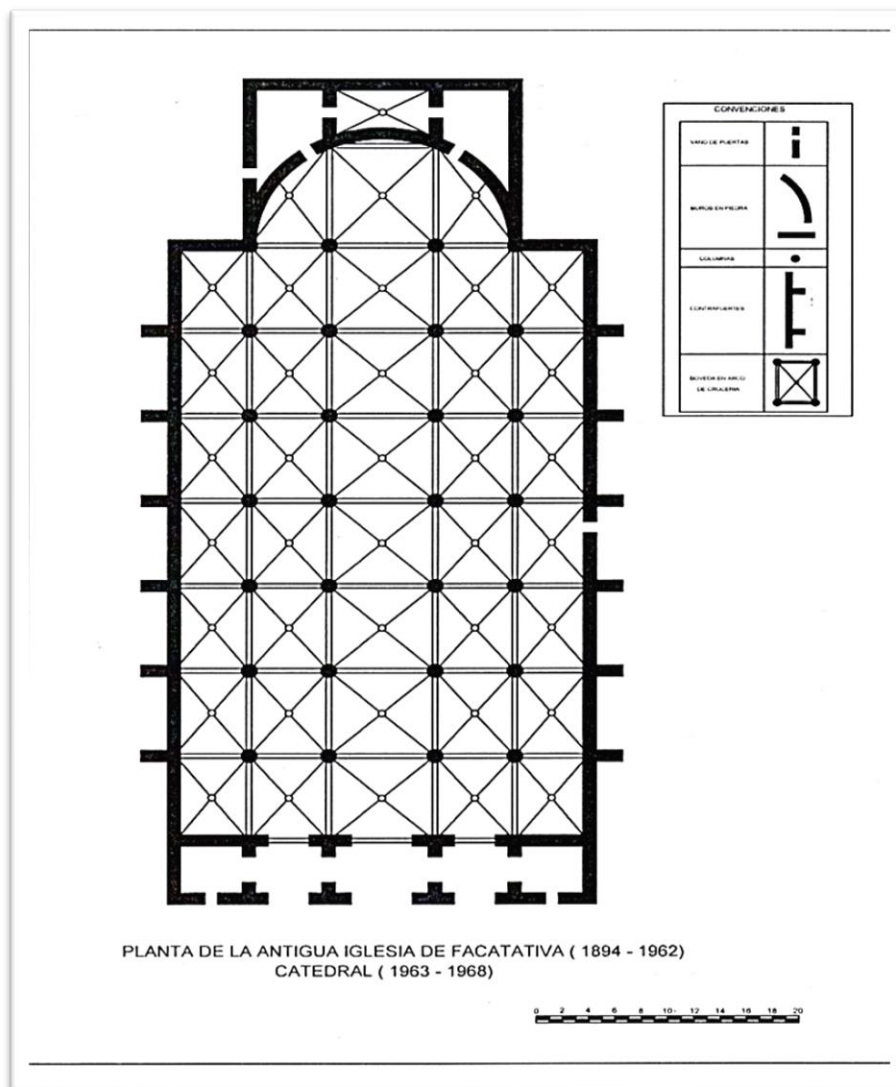 CONVENCIONES
VANO DE PUERTAS
MUROS EN PIEDRA
COLUMNAS
CONTRAFUERTES
BOVEDA EN ARCO
DE CRUCERIA
PLANTA DE LA ANTIGUA IGLESIA DE FACATATIVA ( 1894 - 1962)
CATEDRAL ( 1963 - 1968)
0 2 4 6 8 10 12 14 16 18 20